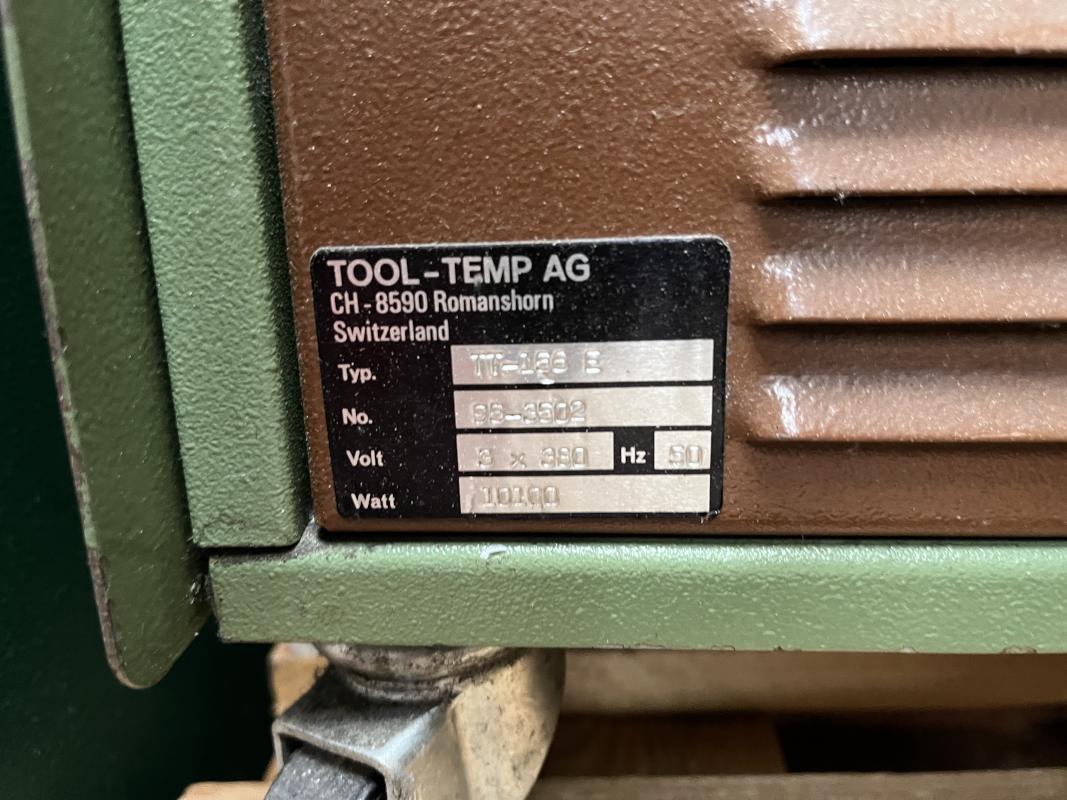 TOOL-TEMP AG
CH-8590 Romanshorn
Switzerland
Typ.
No.
Volt 3 x 380 Hz 50
Watt 10100